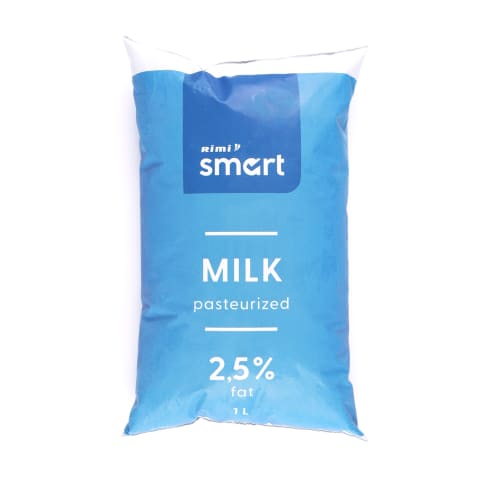 Rimi
smart
MILK
pasteurized
2,5%
fat
1 L